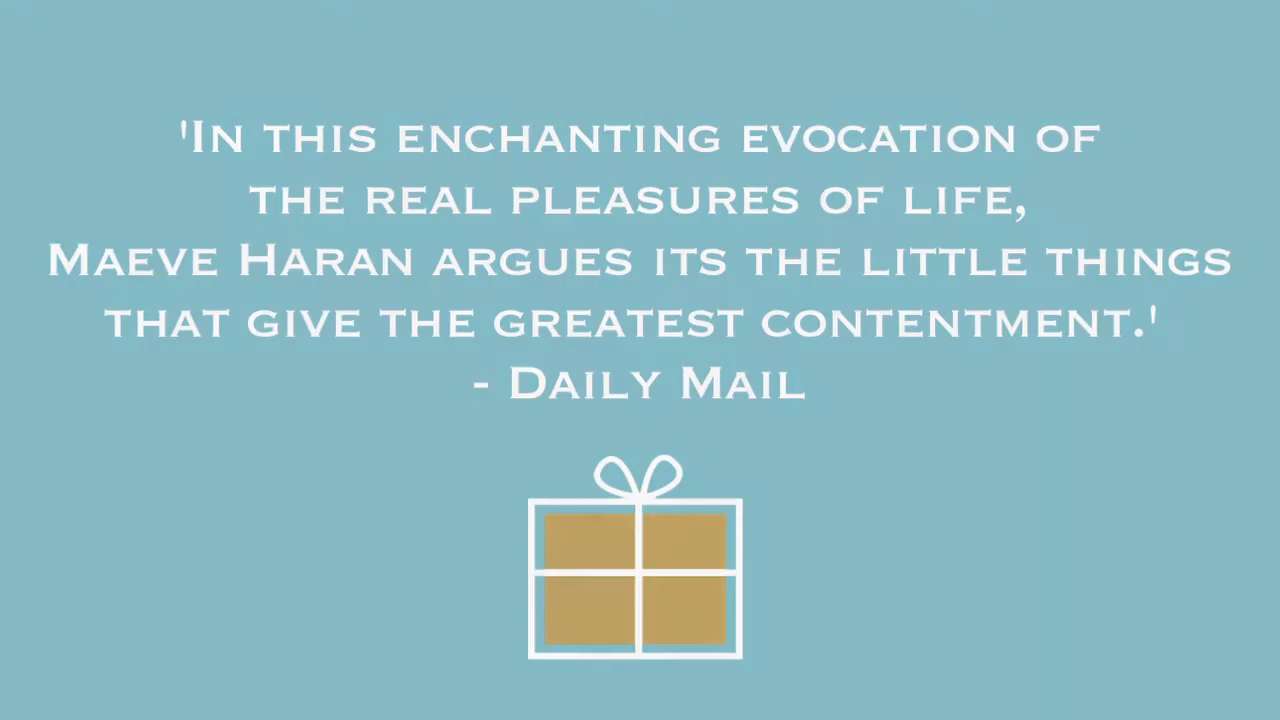 'In this enchanting evocation of
the real pleasures of life,
Maeve Haran argues its the little things
that give the greatest contentment.'
- Daily Mail